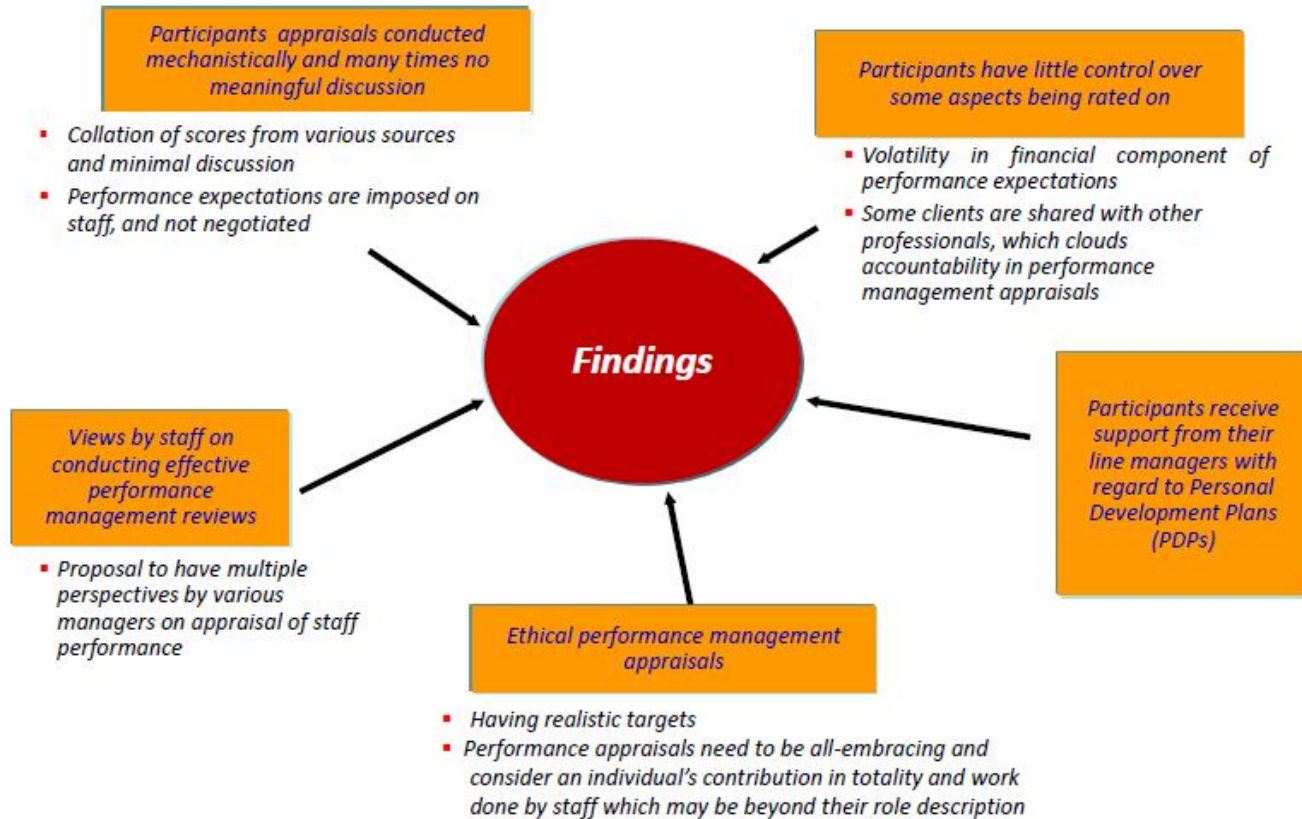 Participants appraisals conducted
mechanistically and many times no
meaningful discussion
▪ Collation of scores from various sources
and minimal discussion
▪ Performance expectations are imposed on
staff, and not negotiated
Participants have little control over
some aspects being rated on
▪ Volatility in financial component of
performance expectations
▪ Some clients are shared with other
professionals, which clouds
accountability in performance
management appraisals
Findings
Views by staff on
conducting effective
performance
management reviews
▪ Proposal to have multiple
perspectives by various
managers on appraisal of staff
performance
Participants receive
support from their
line managers with
regard to Personal
Development Plans
(PDPs)
Ethical performance management
appraisals
▪ Having realistic targets
▪ Performance appraisals need to be all-embracing and
consider an individual’s contribution in totality and work
done by staff which may be beyond their role description